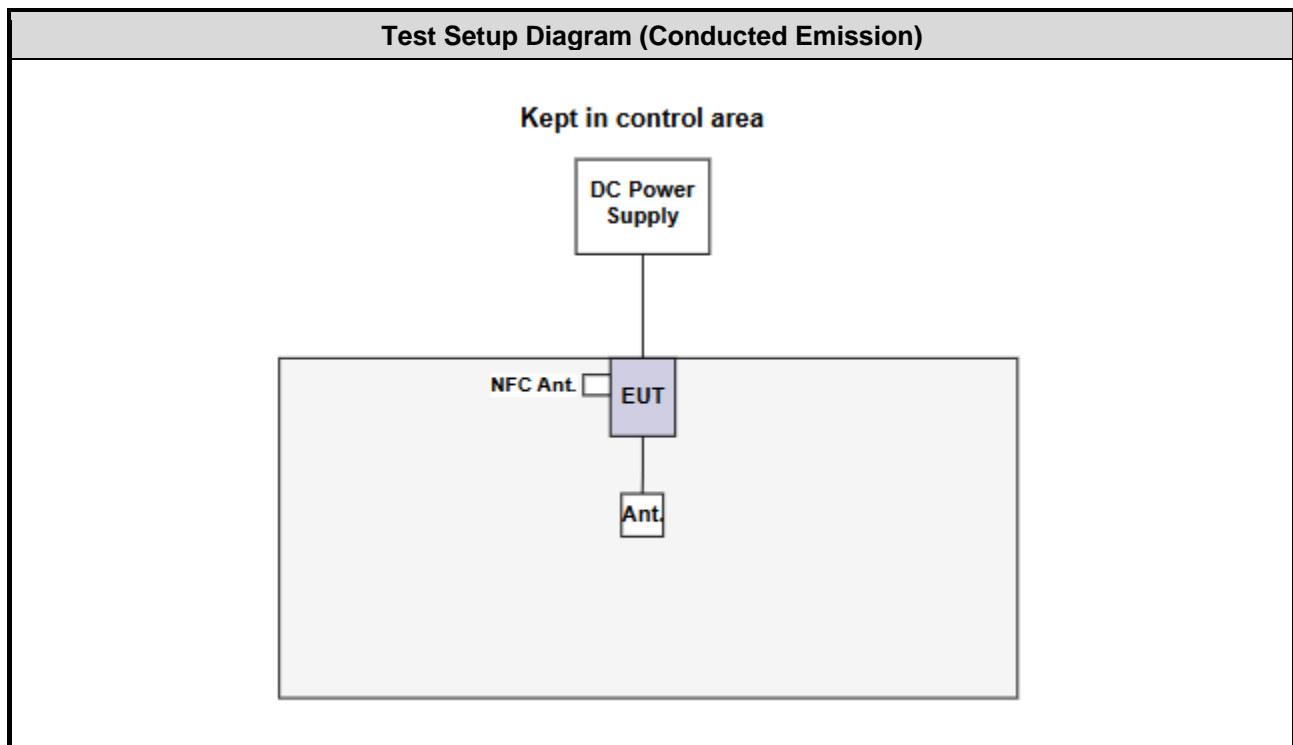 Test Setup Diagram (Conducted Emission)
Kept in control area
DC Power
Supply
NFC Ant.
EUT
Ant.